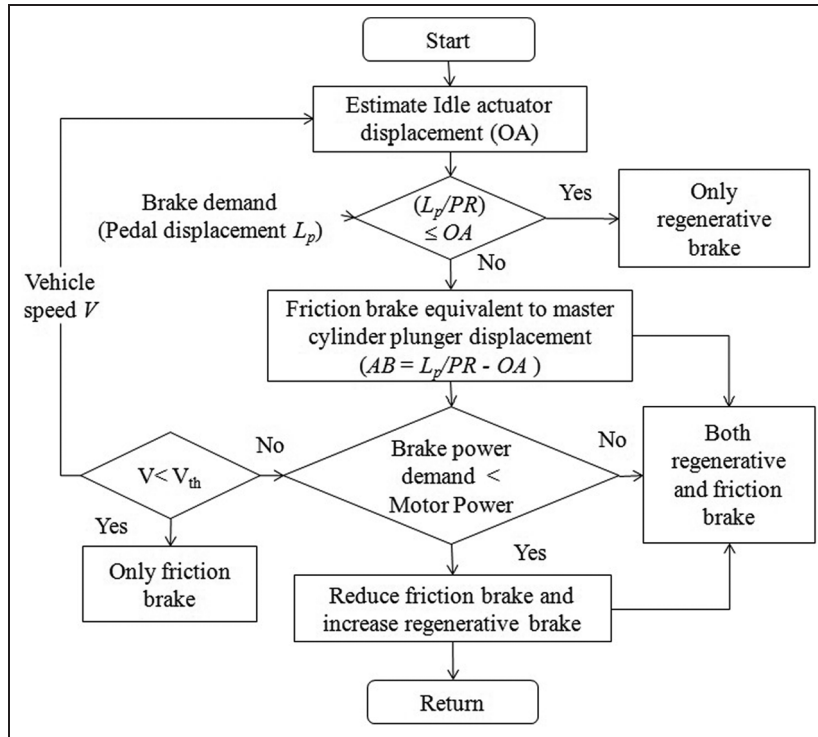 Start
Estimate Idle actuator
displacement (OA)
Brake demand
(Pedal displacement Lp)
(Lp/PR)
≤ OA
Yes
Only
regenerative
brake
No
Vehicle
speed V
Friction brake equivalent to master
cylinder plunger displacement
(AB = Lp/PR - OA )
V< Vth
No
Brake power
demand <
Motor Power
No
Both
regenerative
and friction
brake
Yes
Only friction
brake
Yes
Reduce friction brake and
increase regenerative brake
Return